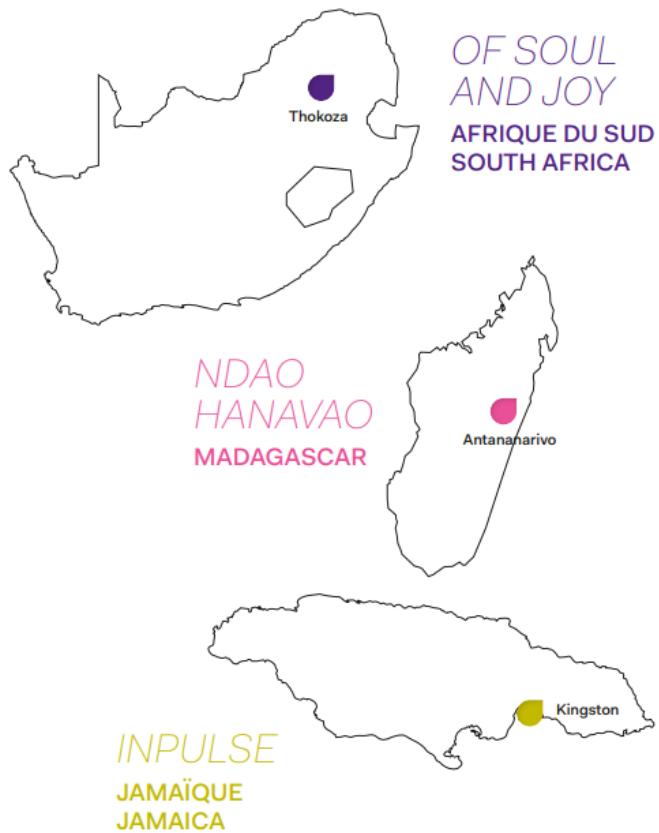 OF SOUL
AND JOY
AFRIQUE DU SUD
SOUTH AFRICA
Thokoza
NDAO
HANAVAO
MADAGASCAR
Antananarivo
Kingston
INPULSE
JAMAÏQUE
JAMAICA